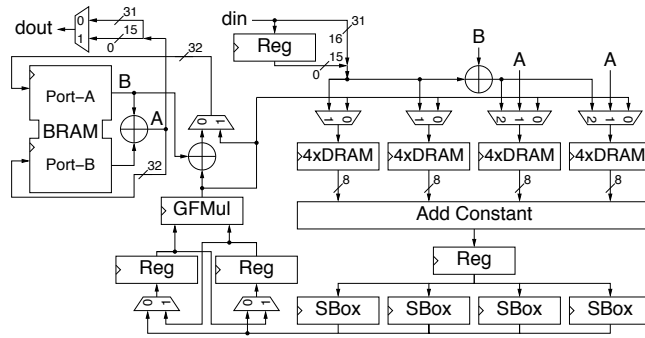 dout
0
1
31
15
0
32
din
Reg
31
16
15
0
B
A
A
B
Port-A
BRAM
Port-B
A
32
0
1
1
0
1
0
2
1
0
2
1
0
4xDRAM
4xDRAM
4xDRAM
4xDRAM
8
8
8
8
GFMul
Add Constant
Reg
Reg
Reg
0
1
0
1
SBox
SBox
SBox
SBox